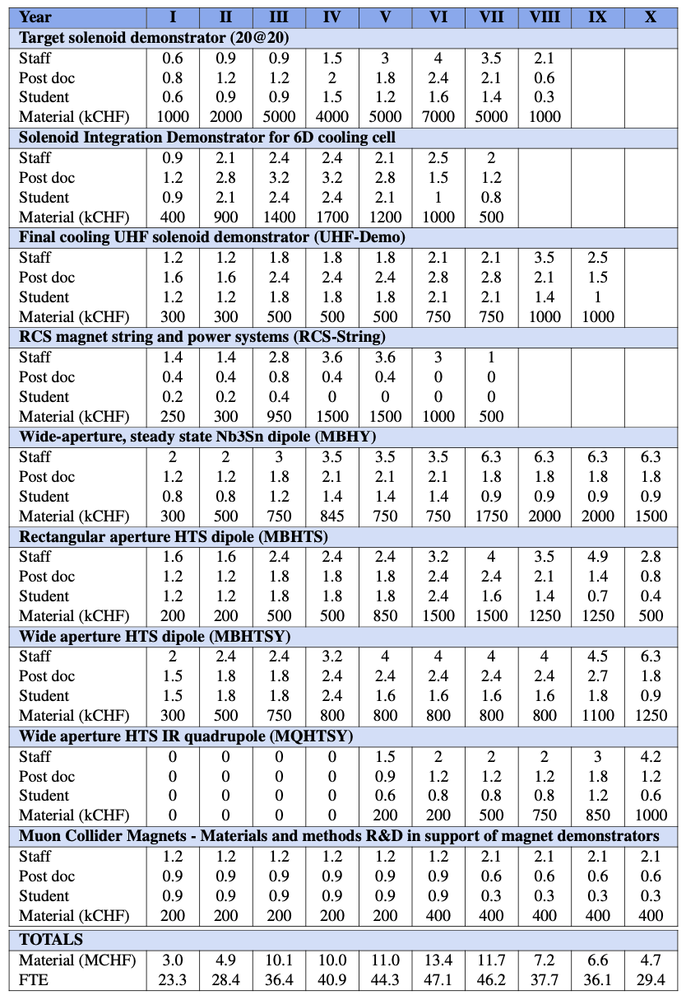 Year I II III IV V VI VII VIII IX X
Target solenoid demonstrator (20@20)
Staff 0.6 0.9 0.9 1.5 3 4 3.5 2.1
Post doc 0.8 1.2 1.2 2 1.8 2.4 2.1 0.6
Student 0.6 0.9 0.9 1.5 1.2 1.6 1.4 0.3
Material (kCHF) 1000 2000 5000 4000 5000 7000 5000 1000
Solenoid Integration Demonstrator for 6D cooling cell
Staff 0.9 2.1 2.4 2.4 2.1 2.5 2
Post doc 1.2 2.8 3.2 3.2 2.8 1.5 1.2
Student 0.9 2.1 2.4 2.4 2.1 1 0.8
Material (kCHF) 400 900 1400 1700 1200 1000 500
Final cooling UHF solenoid demonstrator (UHF-Demo)
Staff 1.2 1.2 1.8 1.8 1.8 2.1 2.1 3.5 2.5
Post doc 1.6 1.6 2.4 2.4 2.4 2.8 2.8 2.1 1.5
Student 1.2 1.2 1.8 1.8 1.8 2.1 2.1 1.4 1
Material (kCHF) 300 300 500 500 500 750 750 1000 1000
RCS magnet string and power systems (RCS-String)
Staff 1.4 1.4 2.8 3.6 3.6 3 1
Post doc 0.4 0.4 0.8 0.4 0.4 0 0
Student 0.2 0.2 0.4 0 0 0 0
Material (kCHF) 250 300 950 1500 1500 1000 500
Wide-aperture, steady state Nb3Sn dipole (MBHY)
Staff 2 2 3 3.5 3.5 3.5 6.3 6.3 6.3 6.3
Post doc 1.2 1.2 1.8 2.1 2.1 2.1 1.8 1.8 1.8 1.8
Student 0.8 0.8 1.2 1.4 1.4 1.4 0.9 0.9 0.9 0.9
Material (kCHF) 300 500 750 845 750 750 1750 2000 2000 1500
Rectangular aperture HTS dipole (MBHTS)
Staff 1.6 1.6 2.4 2.4 2.4 3.2 4 3.5 4.9 2.8
Post doc 1.2 1.2 1.8 1.8 1.8 2.4 2.4 2.1 1.4 0.8
Student 1.2 1.2 1.8 1.8 1.8 2.4 1.6 1.4 0.7 0.4
Material (kCHF) 200 200 500 500 850 1500 1500 1250 1250 500
Wide aperture HTS dipole (MBHTSY)
Staff 2 2.4 2.4 3.2 4 4 4 4 4.5 6.3
Post doc 1.5 1.8 1.8 2.4 2.4 2.4 2.4 2.4 2.7 1.8
Student 1.5 1.8 1.8 2.4 1.6 1.6 1.6 1.6 1.8 0.9
Material (kCHF) 300 500 750 800 800 800 800 800 1100 1250
Wide aperture HTS IR quadrupole (MQHTSY)
Staff 0 0 0 0 1.5 2 2 2 3 4.2
Post doc 0 0 0 0 0.9 1.2 1.2 1.2 1.8 1.2
Student 0 0 0 0 0.6 0.8 0.8 0.8 1.2 0.6
Material (kCHF) 0 0 0 0 200 200 500 750 850 1000
Muon Collider Magnets - Materials and methods R&D in support of magnet demonstrators
Staff 1.2 1.2 1.2 1.2 1.2 1.2 2.1 2.1 2.1 2.1
Post doc 0.9 0.9 0.9 0.9 0.9 0.9 0.6 0.6 0.6 0.6
Student 0.9 0.9 0.9 0.9 0.9 0.9 0.3 0.3 0.3 0.3
Material (kCHF) 200 200 200 200 200 400 400 400 400 400
TOTALS
Material (MCHF) 3.0 4.9 10.1 10.0 11.0 13.4 11.7 7.2 6.6 4.7
FTE 23.3 28.4 36.4 40.9 44.3 47.1 46.2 37.7 36.1 29.4